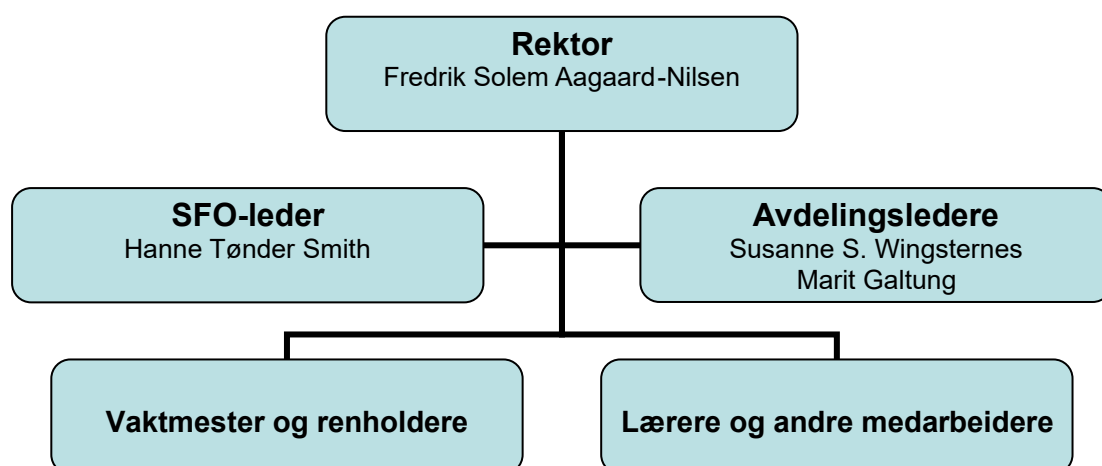 Rektor
Fredrik Solem Aagaard-Nilsen
SFO-leder
Hanne Tønder Smith
Avdelingsledere
Susanne S. Wingsternes
Marit Galtung
Vaktmester og renholdere
Lærere og andre medarbeidere